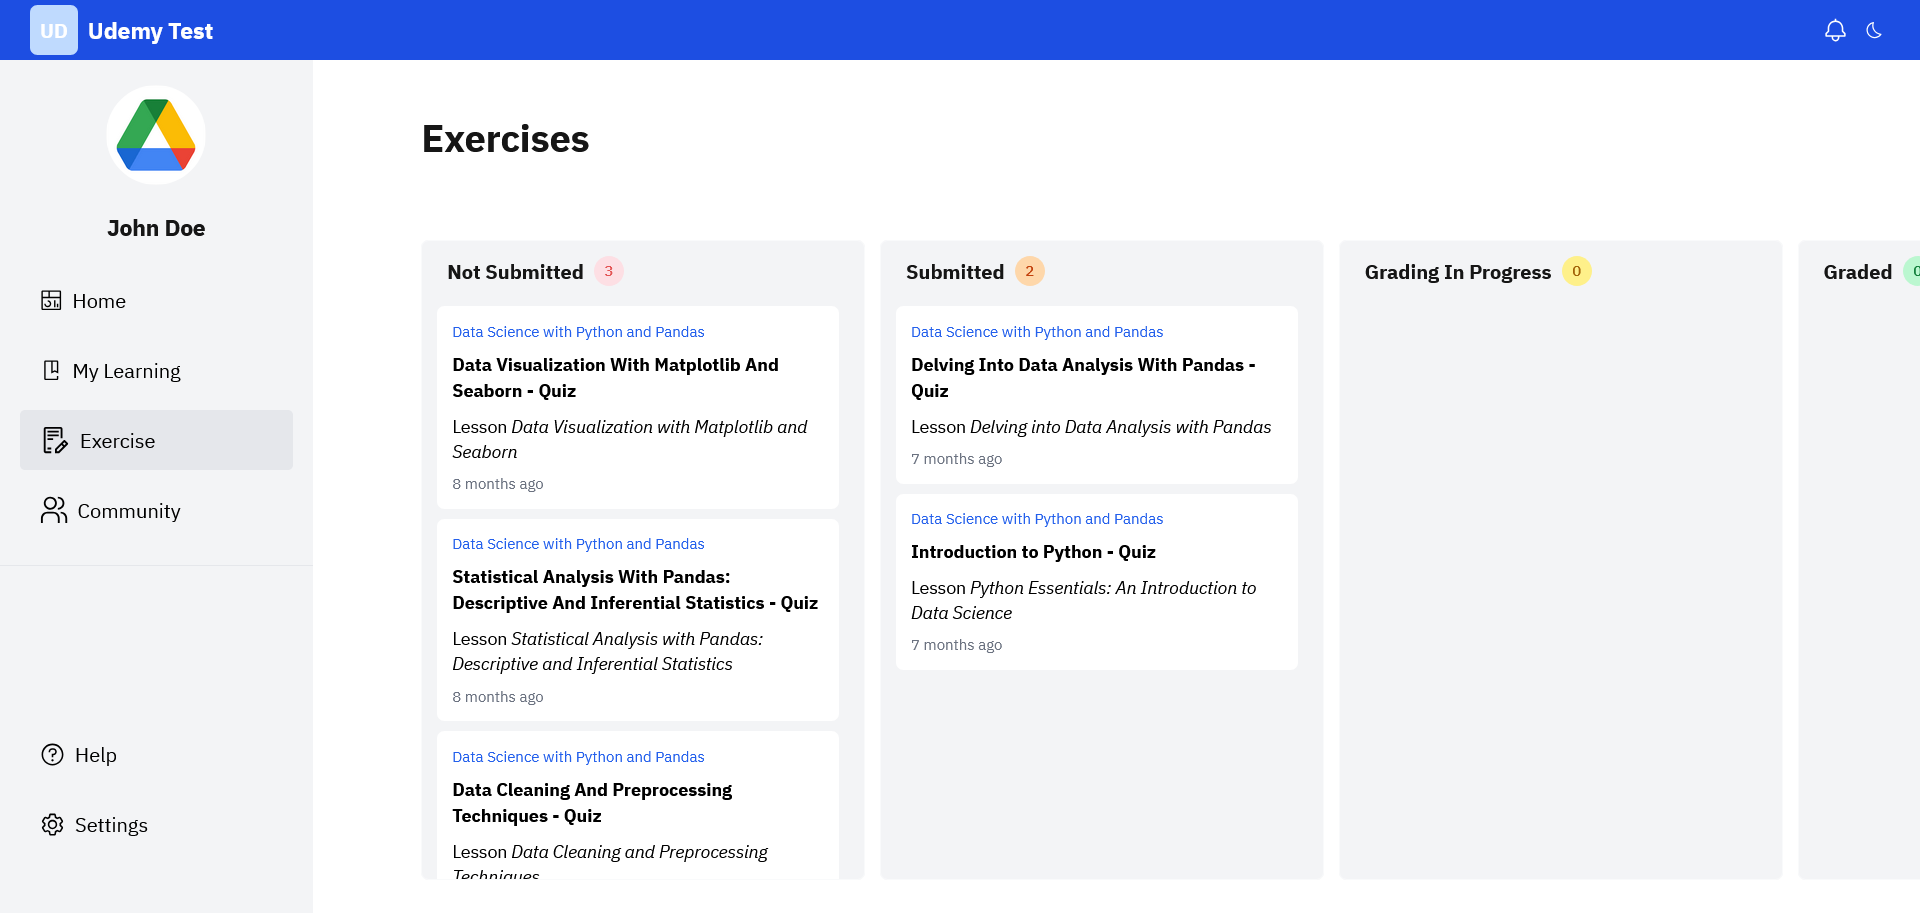 UD
Udemy Test
John Doe
Home
My Learning
Exercise
Community
Help
Settings
Exercises
Not Submitted 3
Data Science with Python and Pandas
Data Visualization With Matplotlib And
Seaborn - Quiz
Lesson Data Visualization with Matplotlib and
Seaborn
8 months ago
Data Science with Python and Pandas
Statistical Analysis With Pandas:
Descriptive And Inferential Statistics - Quiz
Lesson Statistical Analysis with Pandas:
Descriptive and Inferential Statistics
8 months ago
Data Science with Python and Pandas
Data Cleaning And Preprocessing
Techniques - Quiz
Lesson Data Cleaning and Preprocessing
Techniques
Submitted 2
Data Science with Python and Pandas
Delving Into Data Analysis With Pandas -
Quiz
Lesson Delving into Data Analysis with Pandas
7 months ago
Data Science with Python and Pandas
Introduction to Python - Quiz
Lesson Python Essentials: An Introduction to
Data Science
7 months ago
Grading In Progress 0
Graded 0